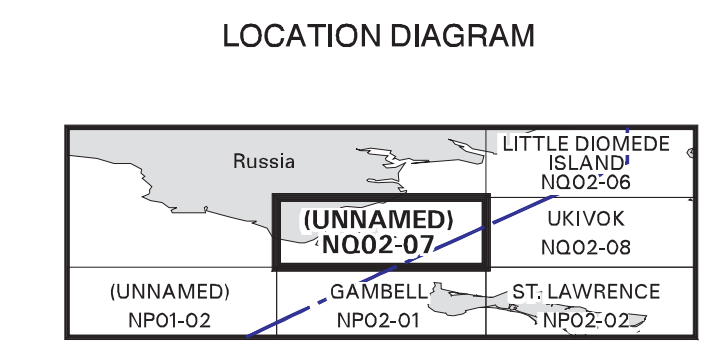 LOCATION DIAGRAM
Russia
LITTLE DIOMEDE
ISLAND
NQ02-06
(UNNAMED)
NQ02-07
UKIVOK
NQ02-08
(UNNAMED)
NP01-02
GAMBELL
NP02-01
ST. LAWRENCE
NP02-02